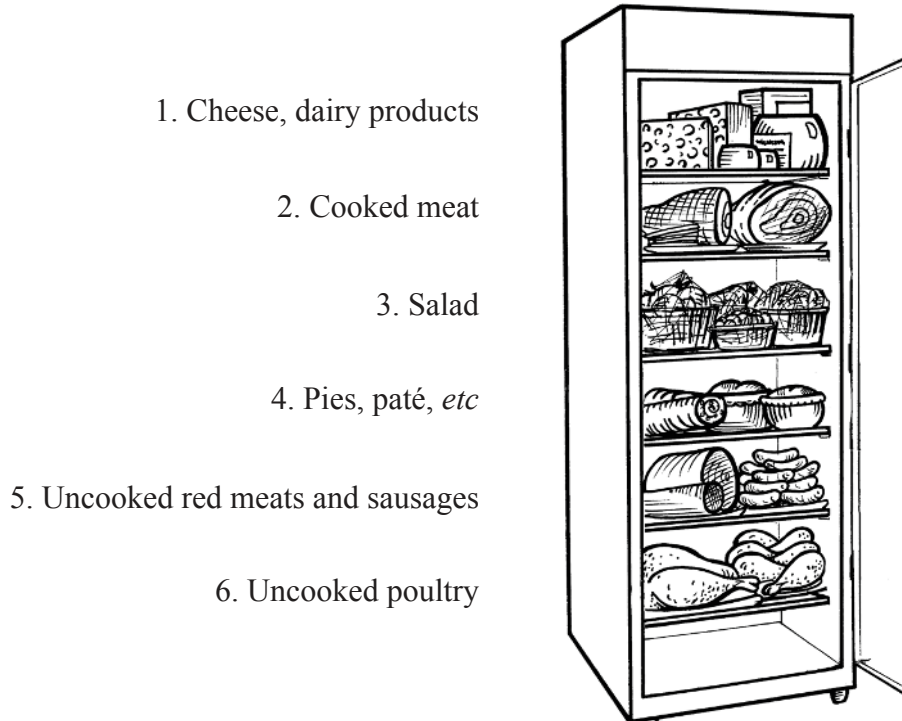 1. Cheese, dairy products
2. Cooked meat
3. Salad
4. Pies, paté, etc
5. Uncooked red meats and sausages
6. Uncooked poultry